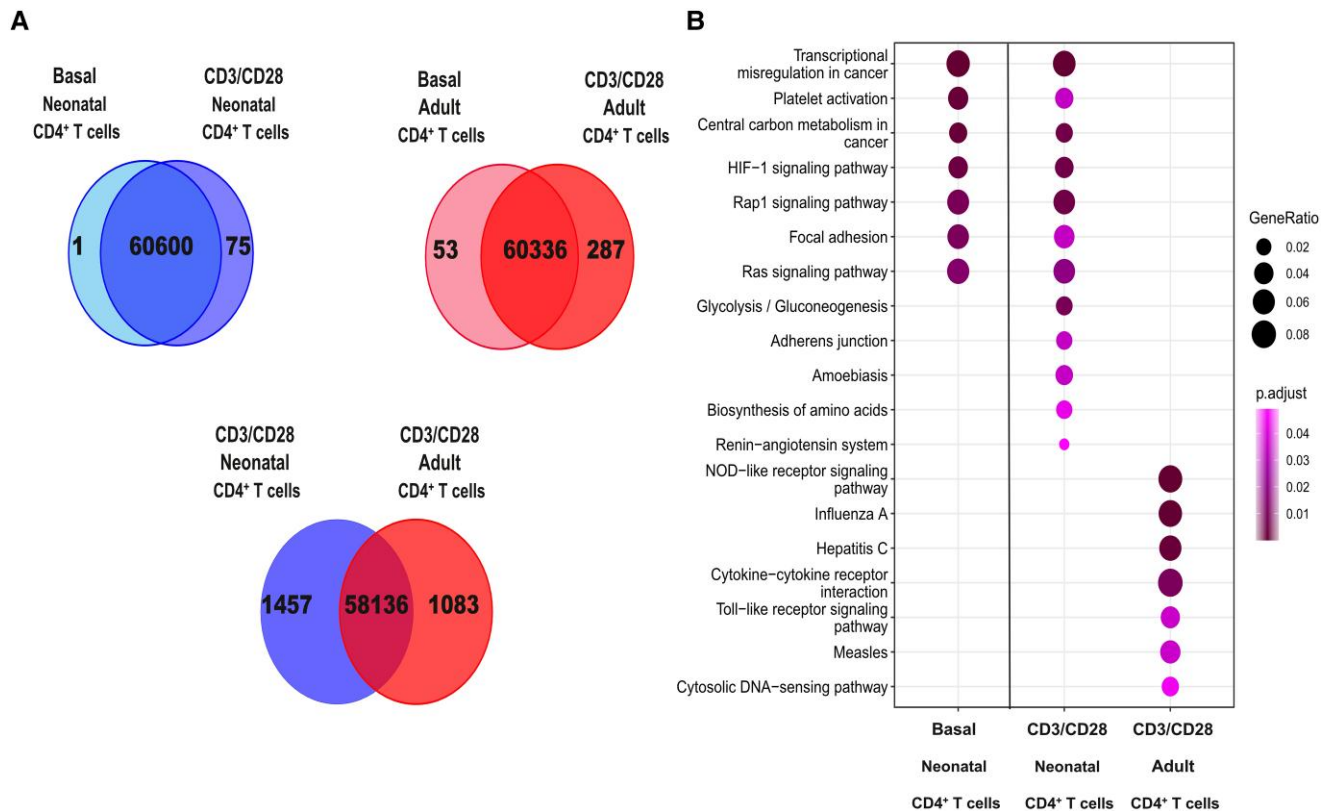 A
Basal
Neonatal
CD4+ T cells
CD3/CD28
Neonatal
CD4+ T cells
1
60600
75
Basal
Adult
CD4+ T cells
CD3/CD28
Adult
CD4+ T cells
53
60336
287
CD3/CD28
Neonatal
CD4+ T cells
CD3/CD28
Adult
CD4+ T cells
1457
58136
1083
B
Transcriptional
misregulation in cancer
Platelet activation
Central carbon metabolism in
cancer
HIF−1 signaling pathway
Rap1 signaling pathway
Focal adhesion
Ras signaling pathway
Glycolysis / Gluconeogenesis
Adherens junction
Amoebiasis
Biosynthesis of amino acids
Renin−angiotensin system
NOD−like receptor signaling
pathway
Influenza A
Hepatitis C
Cytokine−cytokine receptor
interaction
Toll−like receptor signaling
pathway
Measles
Cytosolic DNA−sensing pathway
Basal
Neonatal
CD4+ T cells
CD3/CD28
Neonatal
CD4+ T cells
CD3/CD28
Adult
CD4+ T cells
GeneRatio
0.02
0.04
0.06
0.08
p.adjust
0.04
0.03
0.02
0.01